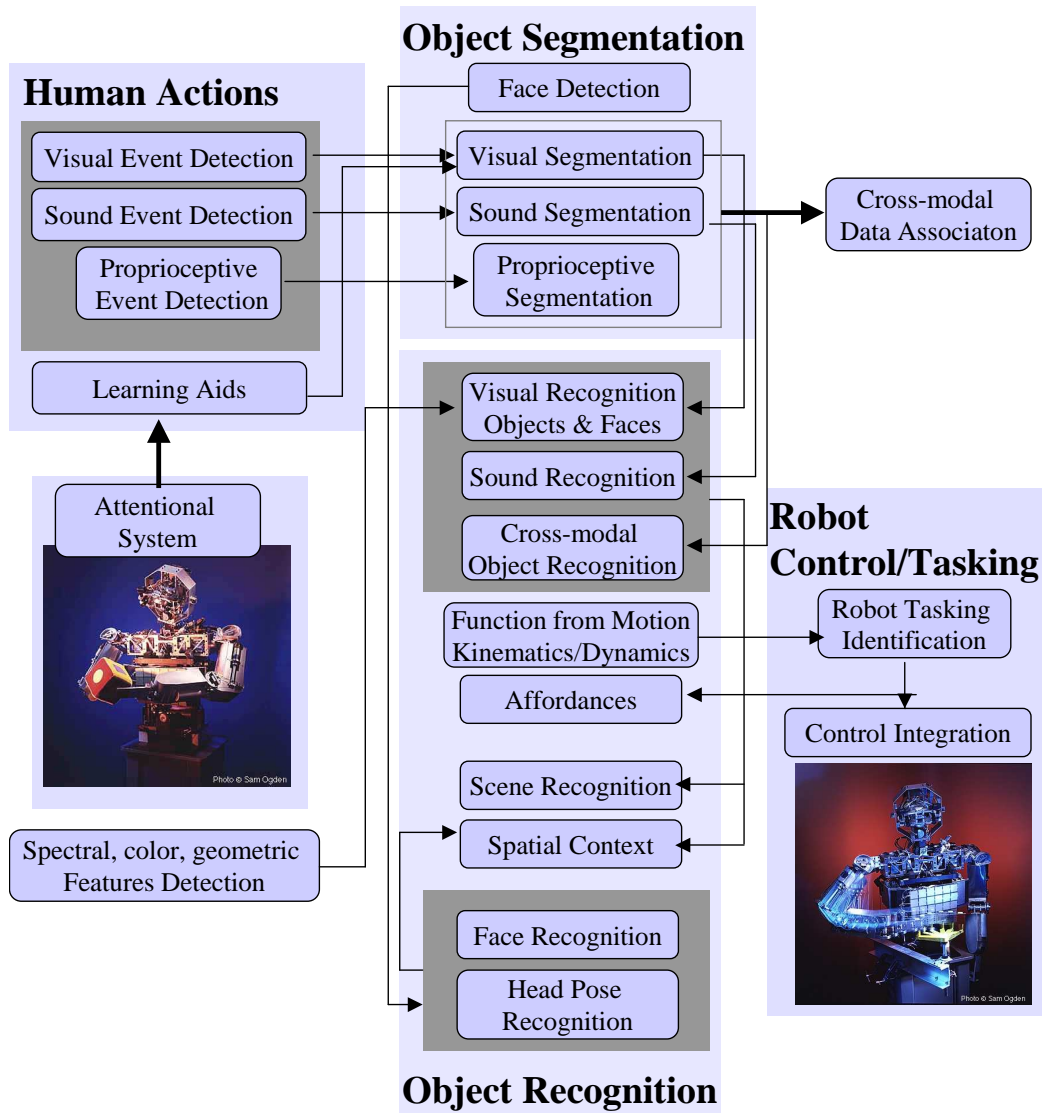 Object Segmentation
Face Detection
Human Actions
Visual Event Detection
Visual Segmentation
Sound Event Detection
Sound Segmentation
Cross-modal
Data Associaton
Proprioceptive
Event Detection
Proprioceptive
Segmentation
Learning Aids
Visual Recognition
Objects & Faces
Sound Recognition
Attentional
System
Cross-modal
Object Recognition
Robot
Control/Tasking
Function from Motion
Kinematics/Dynamics
Robot Tasking
Identification
Affordances
Control Integration
Photo © Sam Ogden
Scene Recognition
Spectral, color, geometric
Features Detection
Spatial Context
Face Recognition
Head Pose
Recognition
Photo © Sam Ogden
Object Recognition